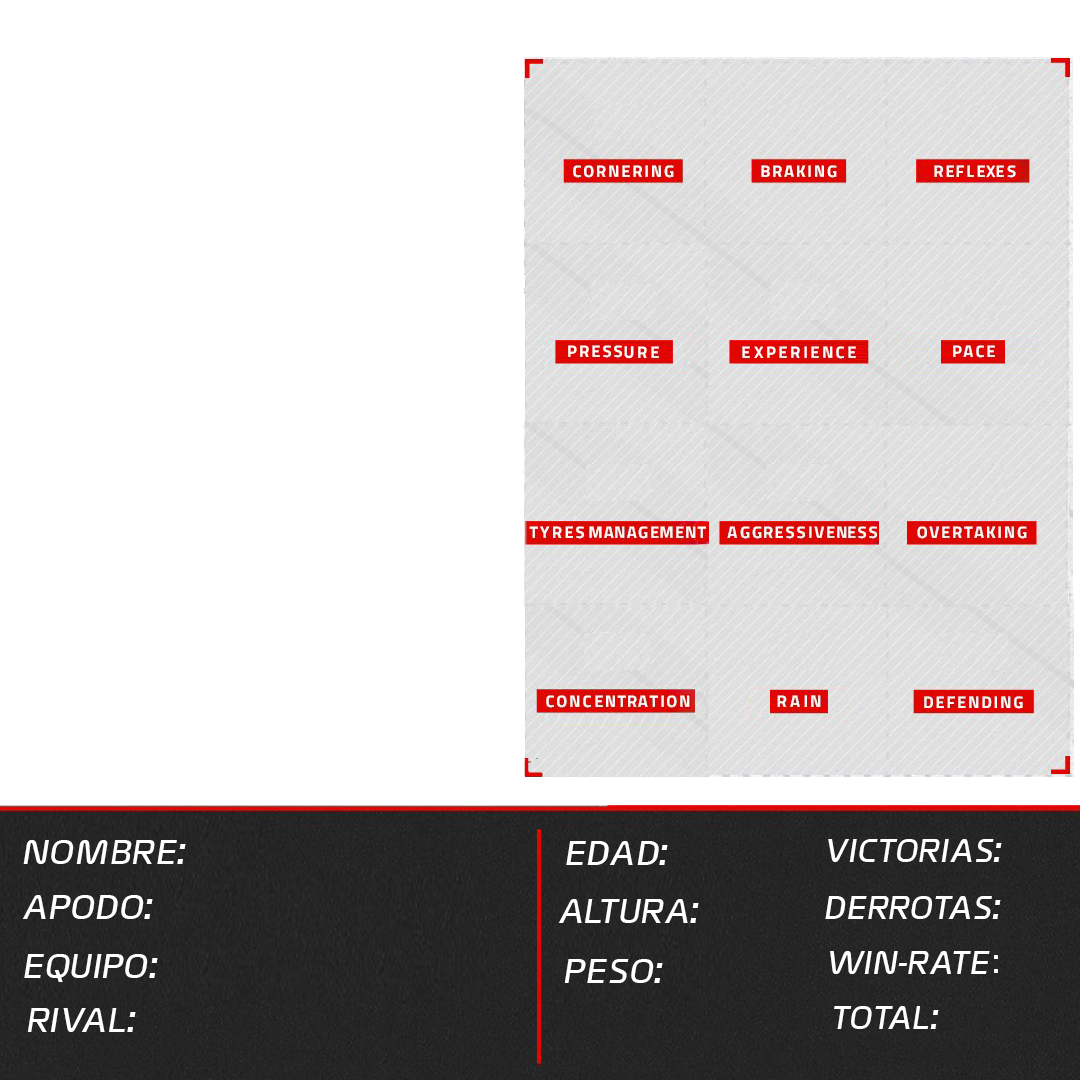 CORNERING BRAKING REFLEXES
PRESSURE EXPERIENCE PACE
TYRES MANAGEMENT AGGRESSIVENESS OVERTAKING
CONCENTRATION RAIN DEFENDING
NOMBRE:
APODO:
EQUIPO:
RIVAL:
EDAD:
ALTURA:
PESO:
VICTORIAS:
DERROTAS:
WIN-RATE:
TOTAL: